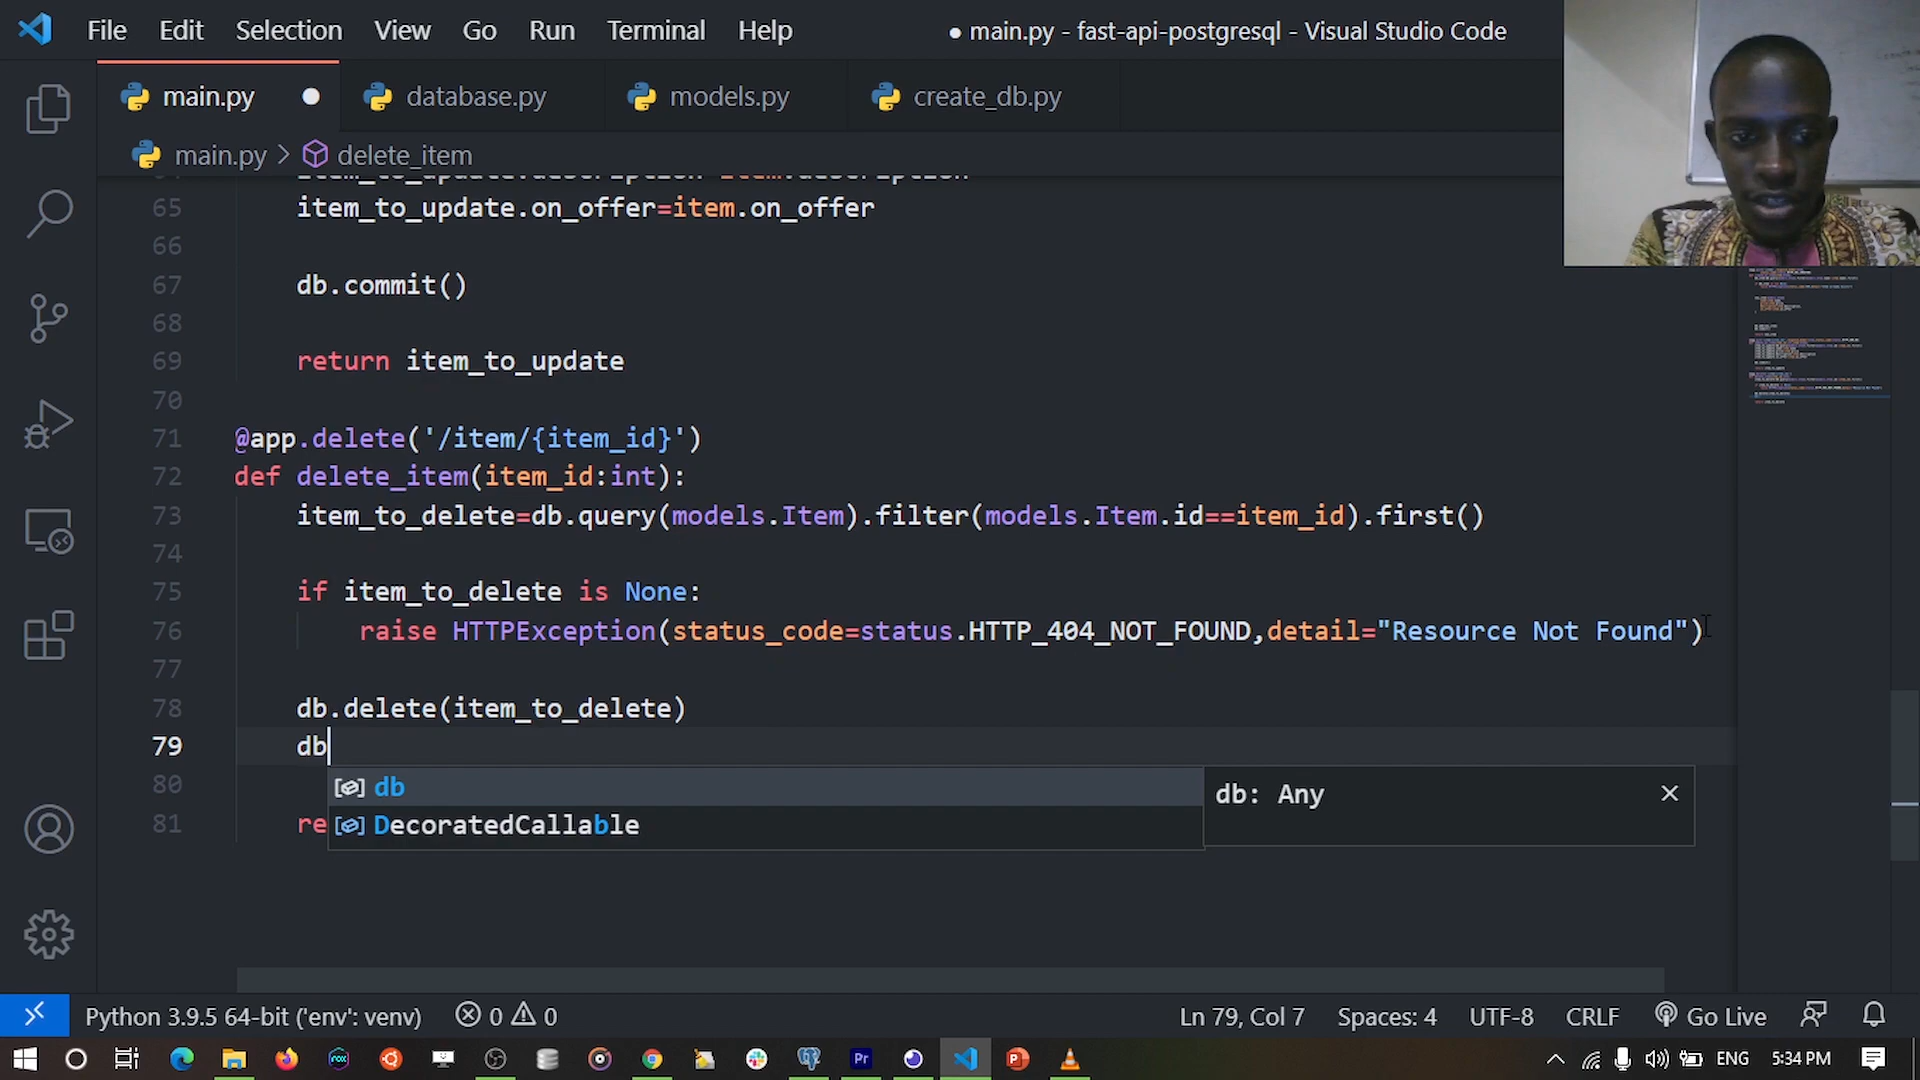 File Edit Selection View Go Run Terminal Help
● main.py - fast-api-postgresql - Visual Studio Code
main.py database.py models.py create_db.py
main.py > delete_item
65 item_to_update.on_offer=item.on_offer
66
67 db.commit()
68
69 return item_to_update
70
71 @app.delete('/item/{item_id}')
72 def delete_item(item_id:int):
73 item_to_delete=db.query(models.Item).filter(models.Item.id==item_id).first()
74
75 if item_to_delete is None:
76 raise HTTPException(status_code=status.HTTP_404_NOT_FOUND,detail="Resource Not Found")
77
78 db.delete(item_to_delete)
79 db
80 db db: Any
81 re DecoratedCallable
Python 3.9.5 64-bit ('env': venv) 0 0 Ln 79, Col 7 Spaces: 4 UTF-8 CRLF Go Live
Pr ENG 5:34 PM